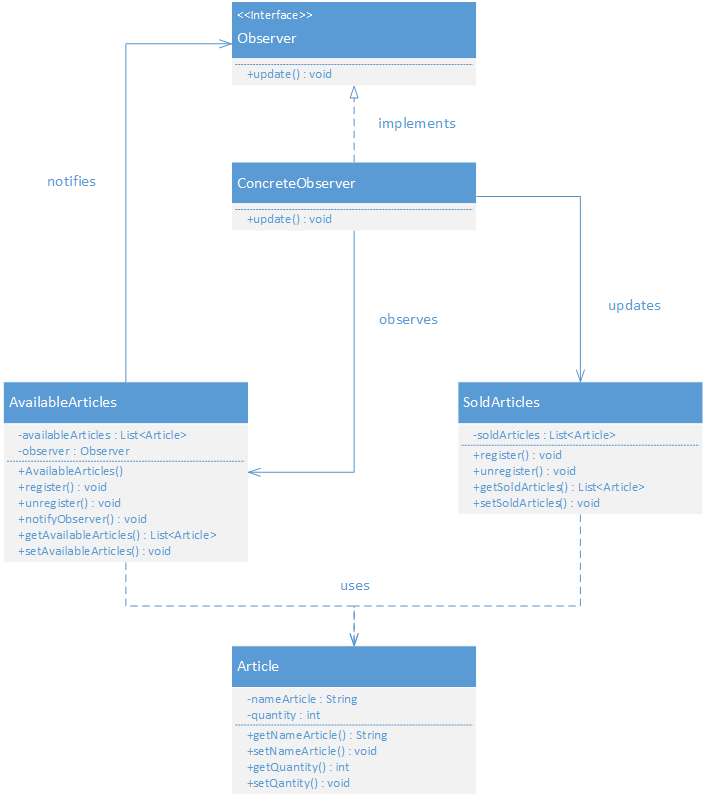 <<Interface>>
Observer
+update() : void
implements
notifies
ConcreteObserver
+update() : void
observes
updates
AvailableArticles
-availableArticles : List<Article>
-observer : Observer
+AvailableArticles()
+register() : void
+unregister() : void
+notifyObserver() : void
+getAvailableArticles() : List<Article>
+setAvailableArticles() : void
SoldArticles
-soldArticles : List<Article>
+register() : void
+unregister() : void
+getSoldArticles() : List<Article>
+setSoldArticles() : void
uses
Article
-nameArticle : String
-quantity : int
+getNameArticle() : String
+setNameArticle() : void
+getQuantity() : int
+setQantity() : void